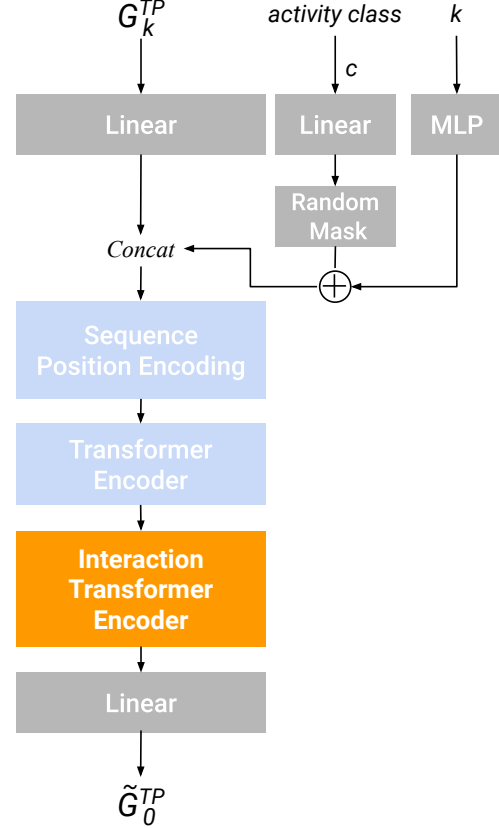 G_k^{TP} activity class k
c
Linear Linear MLP
Random
Mask
Concat
Sequence
Position Encoding
Transformer
Encoder
Interaction
Transformer
Encoder
Linear
G̃_0^{TP}